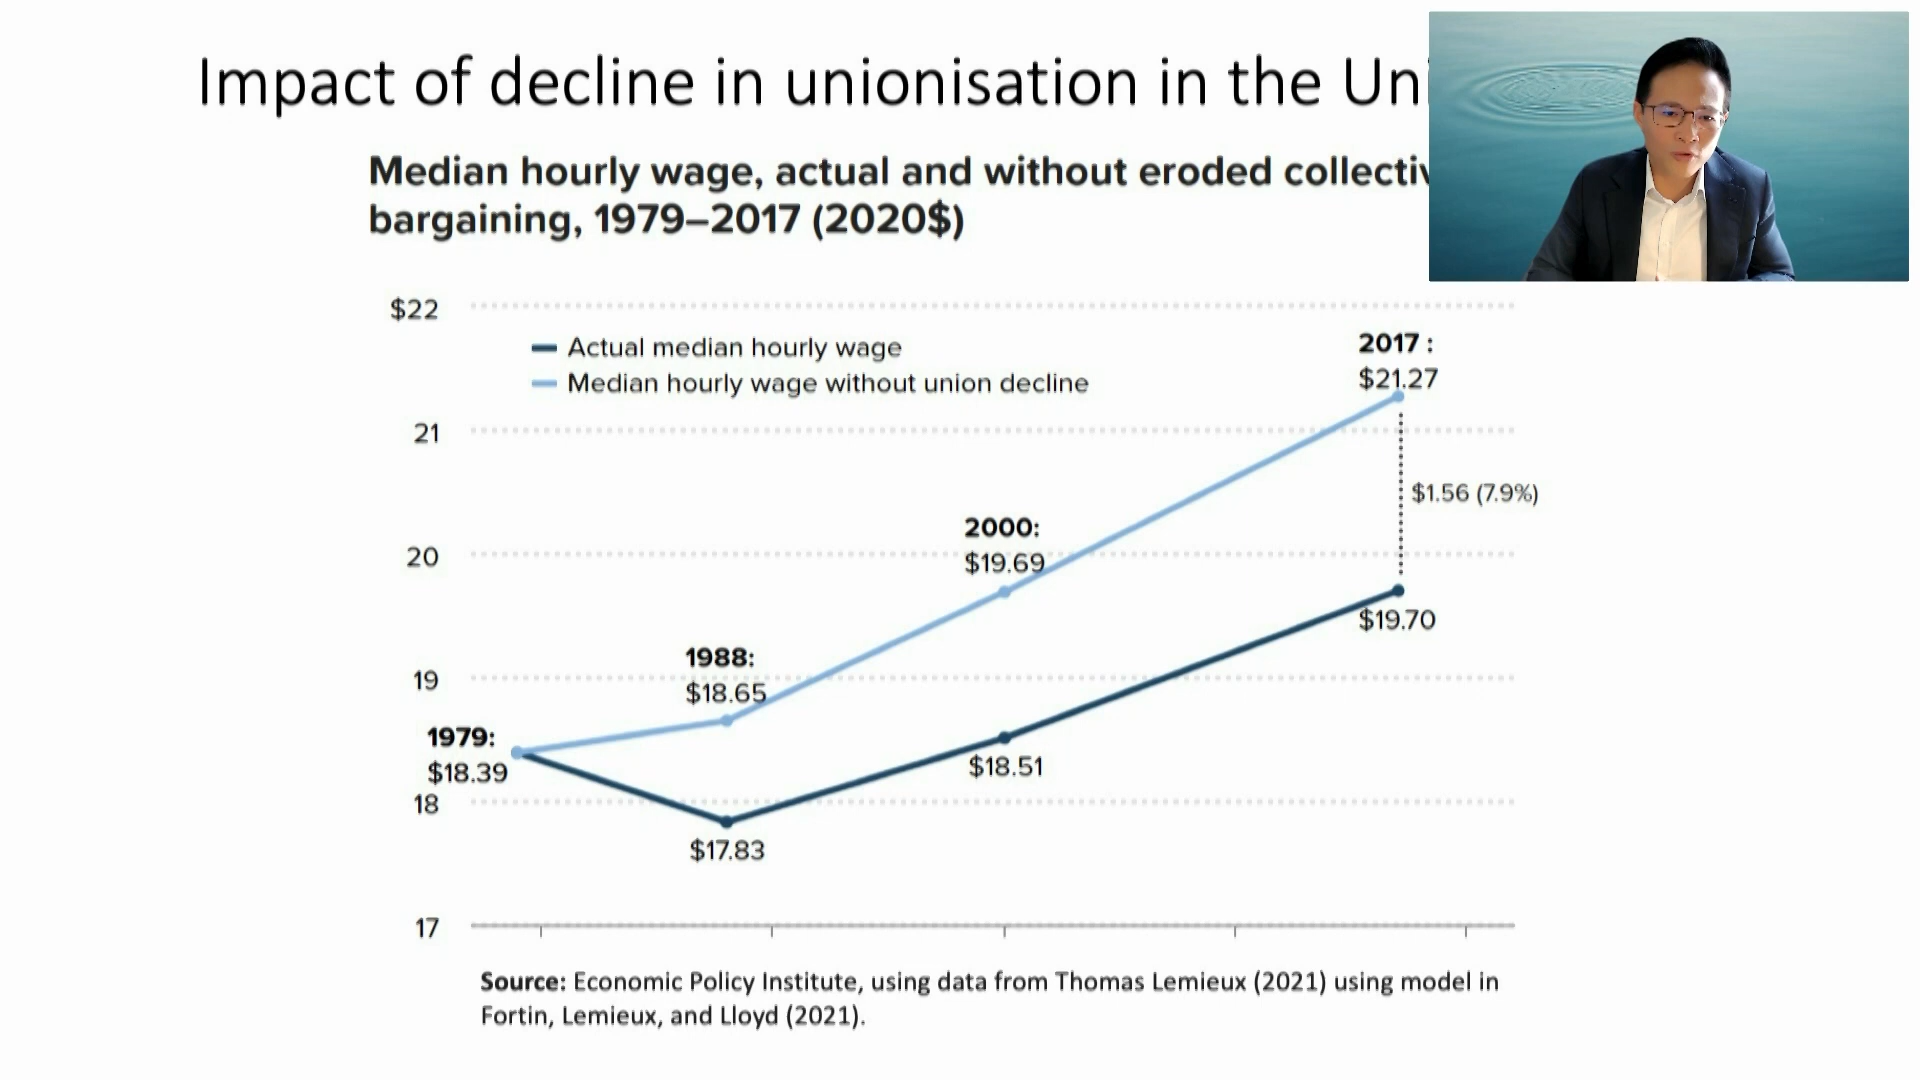 Impact of decline in unionisation in the
Median hourly wage, actual and without eroded
bargaining, 1979–2017 (2020$)
$22
Actual median hourly wage
Median hourly wage without union decline
2017 :
$21.27
21
$1.56 (7.9%)
2000:
$19.69
20
$19.70
1988:
$18.65
19
1979:
$18.39
$18.51
18
$17.83
17
Source: Economic Policy Institute, using data from Thomas Lemieux (2021) using model in
Fortin, Lemieux, and Lloyd (2021).